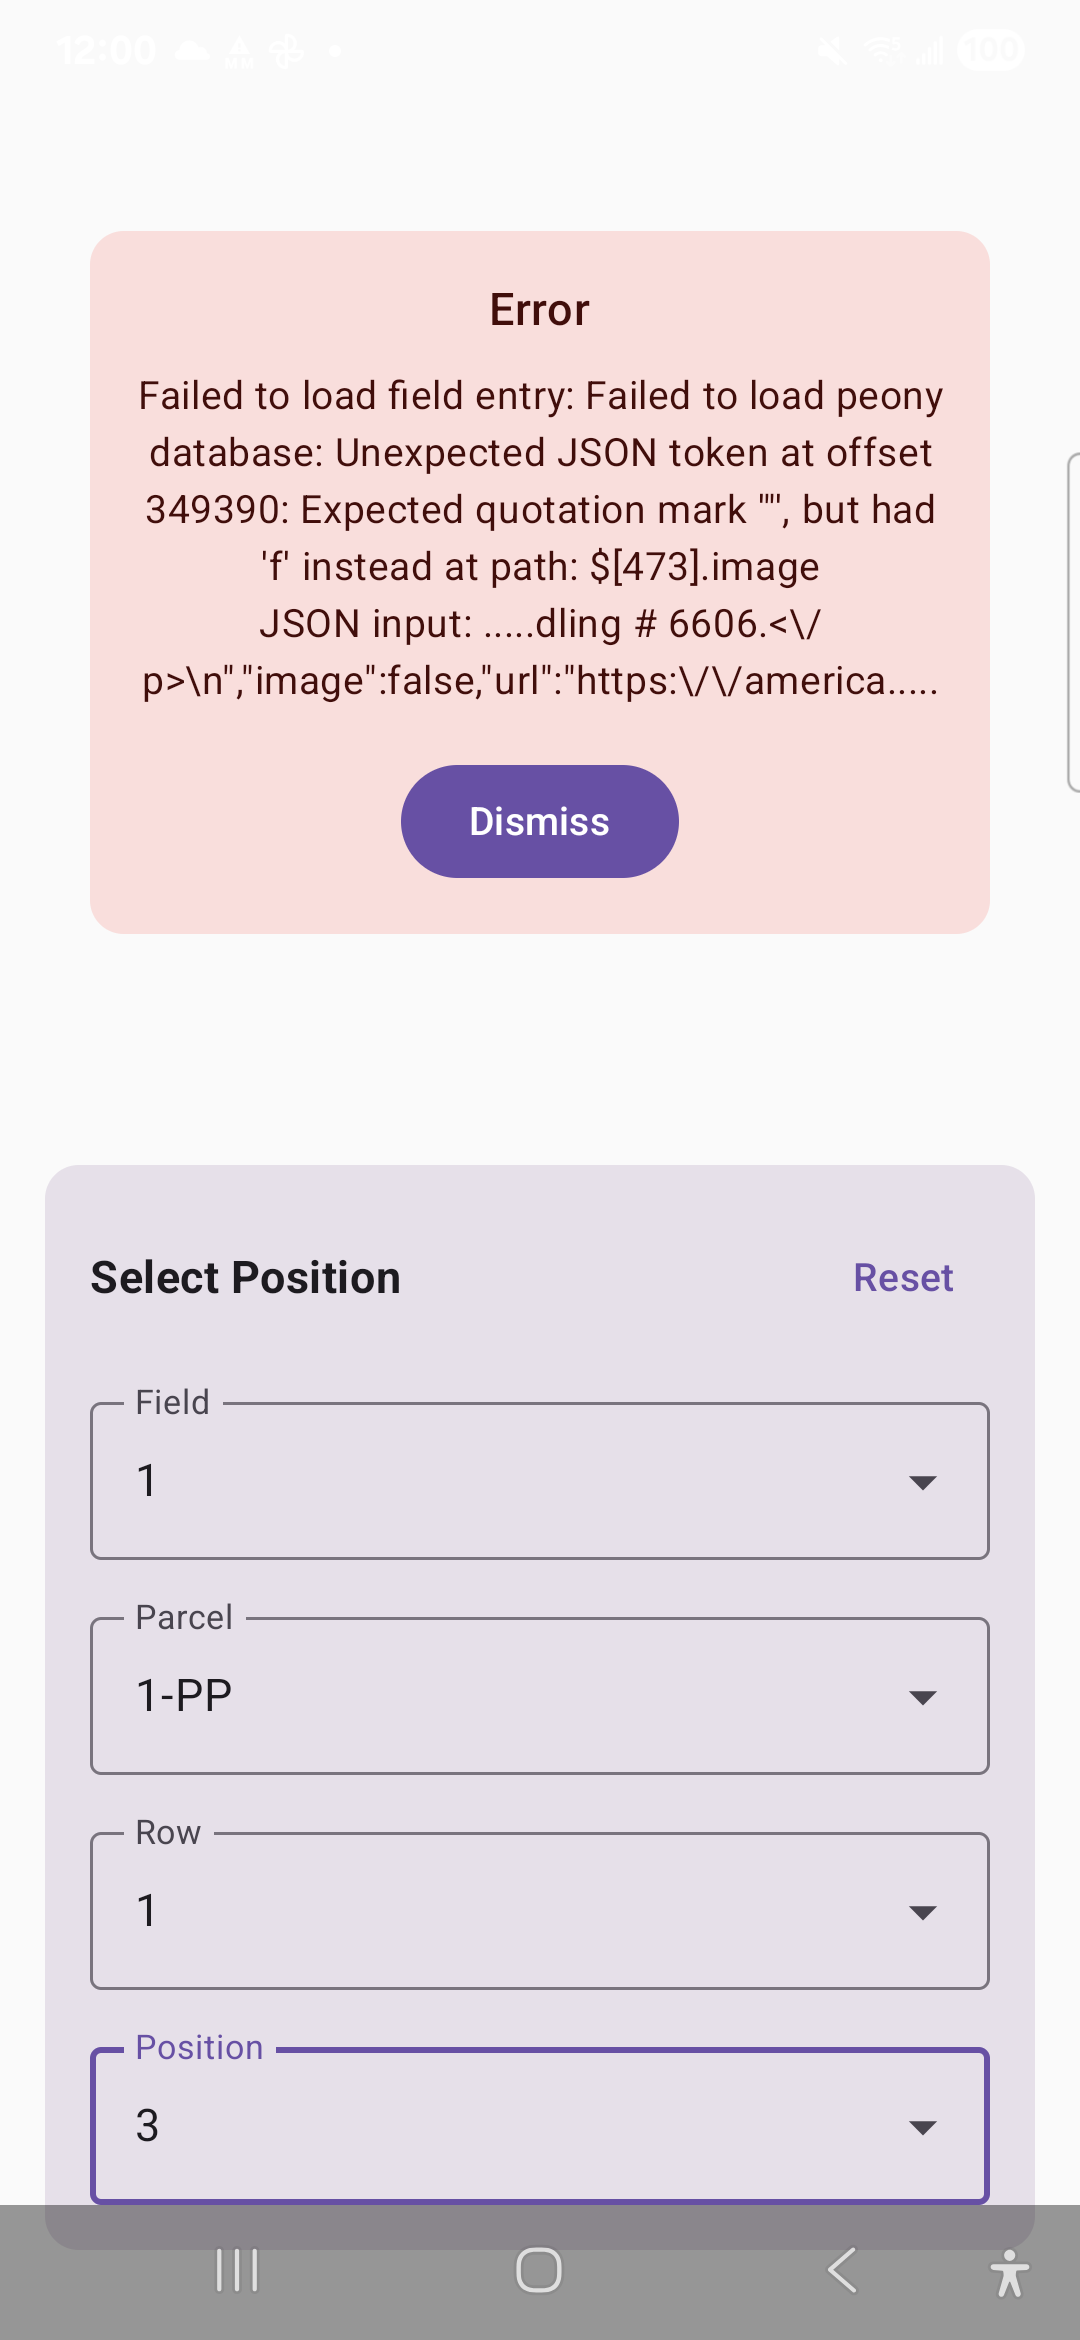 12:00
100
Error
Failed to load field entry: Failed to load peony
database: Unexpected JSON token at offset
349390: Expected quotation mark '"', but had
'f' instead at path: $[473].image
JSON input: .....dling # 6606.<\/
p>\n","image":false,"url":"https:\/\/america.....
Dismiss
Select Position
Reset
Field
1
Parcel
1-PP
Row
1
Position
3